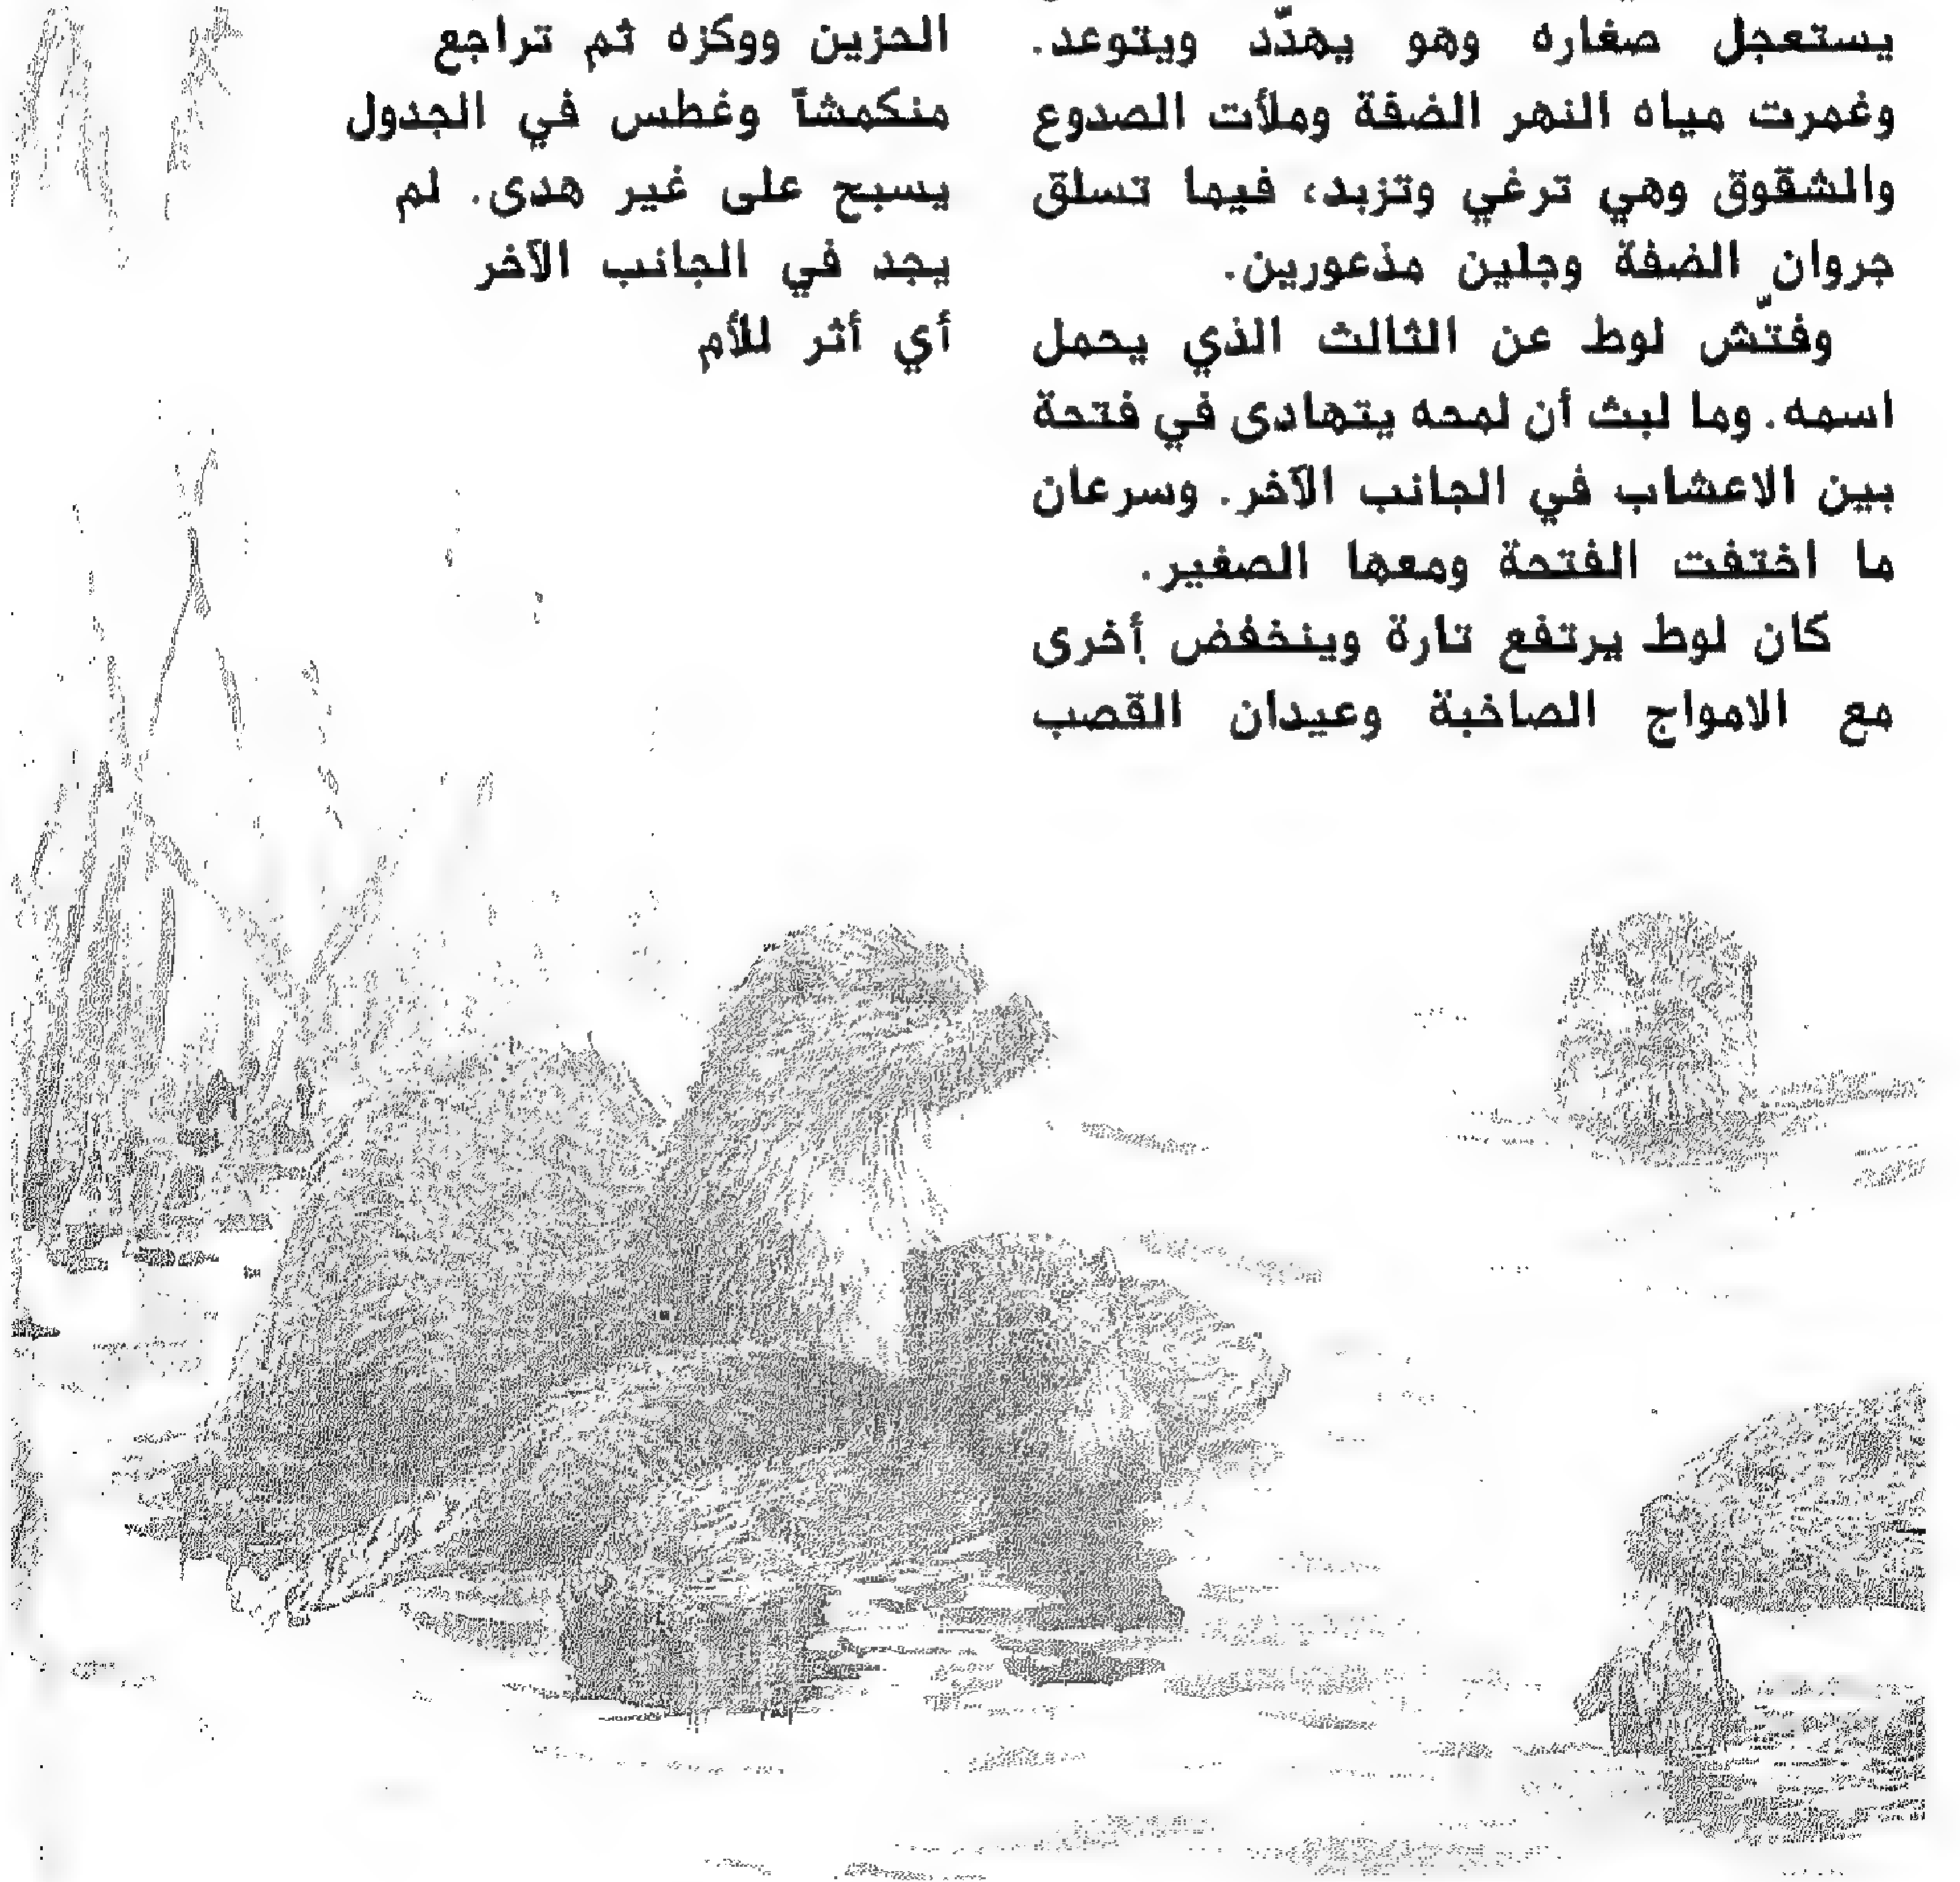 يستعجل صغاره وهو يهدّد ويتوعد.
وغمرت مياه النهر الضفة وملأت الصدوع
والشقوق وهي ترغي وتزبد، فيما تسلق
جروان الضفة وجلين مذعورين.
وفتّش لوط عن الثالث الذي يحمل
اسمه. وما لبث أن لمحه يتهادى في فتحة
بين الاعشاب في الجانب الآخر. وسرعان
ما اختفت الفتحة ومعها الصغير.
كان لوط يرتفع تارة وينخفض أخرى
مع الامواج الصاخبة وعيدان القصب
الحزين ووكزه ثم تراجع
منكمشاً وغطس في الجدول
يسبح على غير هدى. لم
يجد في الجانب الآخر
أي أثر للأم